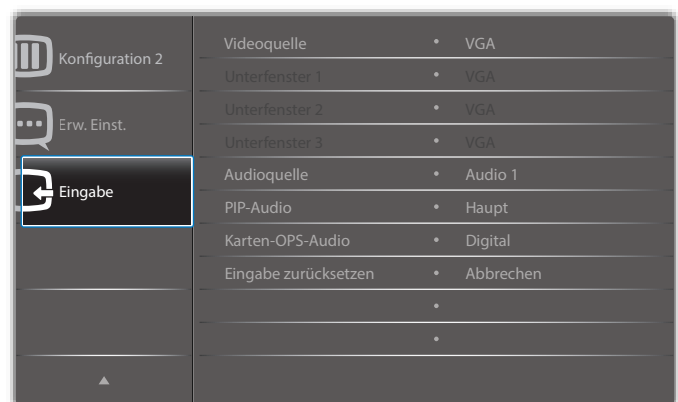 Konfiguration 2
Erw. Einst.
Eingabe
Videoquelle • VGA
Unterfenster 1 • VGA
Unterfenster 2 • VGA
Unterfenster 3 • VGA
Audioquelle • Audio 1
PIP-Audio • Haupt
Karten-OPS-Audio • Digital
Eingabe zurücksetzen • Abbrechen
•
•